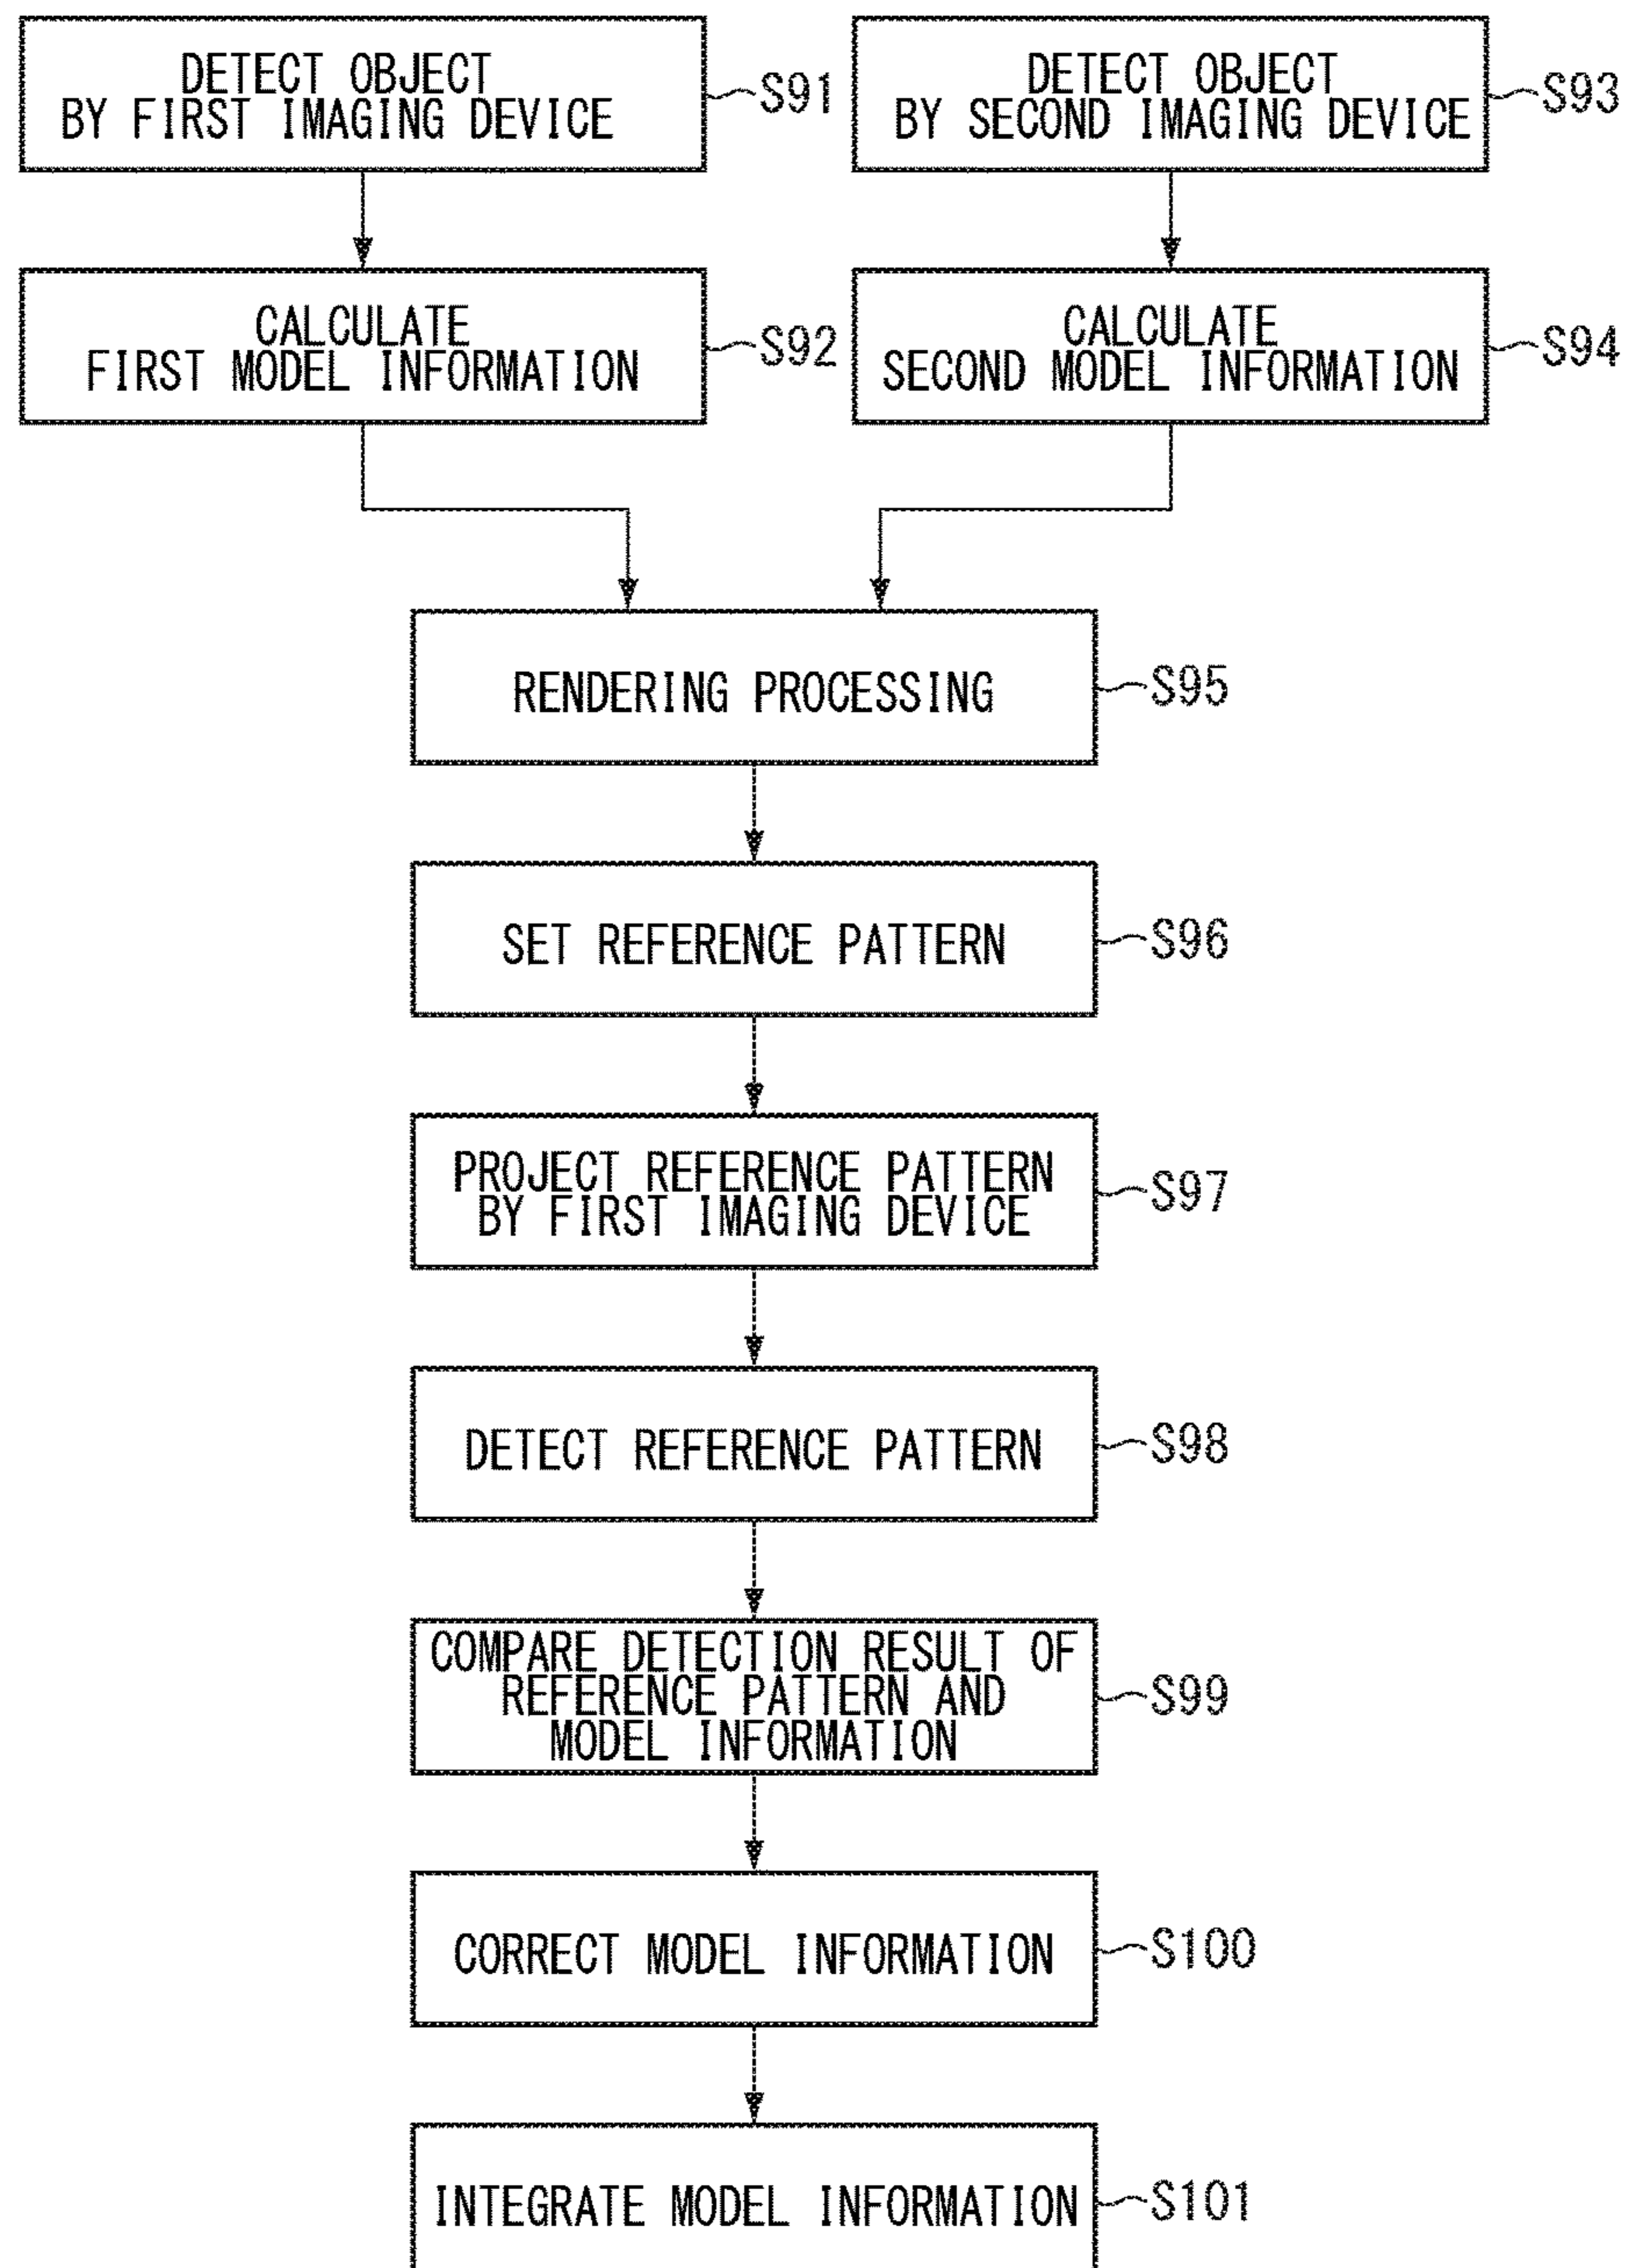 DETECT OBJECT
BY FIRST IMAGING DEVICE
S91
DETECT OBJECT
BY SECOND IMAGING DEVICE
S93
CALCULATE
FIRST MODEL INFORMATION
S92
CALCULATE
SECOND MODEL INFORMATION
S94
RENDERING PROCESSING
S95
SET REFERENCE PATTERN
S96
PROJECT REFERENCE PATTERN
BY FIRST IMAGING DEVICE
S97
DETECT REFERENCE PATTERN
S98
COMPARE DETECTION RESULT OF
REFERENCE PATTERN AND
MODEL INFORMATION
S99
CORRECT MODEL INFORMATION
S100
INTEGRATE MODEL INFORMATION
S101